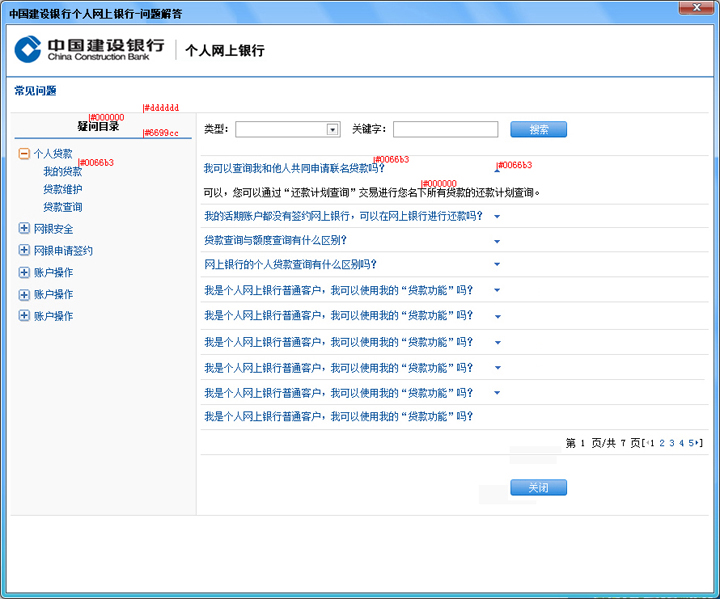 中国建设银行个人网上银行-问题解答
中国建设银行
China Construction Bank
个人网上银行
常见问题
#dddddd
#000000
疑问目录
#6699cc
个人贷款
#0066b3
我的贷款
贷款维护
贷款查询
网银安全
网银申请签约
账户操作
账户操作
账户操作
类型： 关键字： 搜索
#0066b3
#0066b3
我可以查询我和他人共同申请联名贷款吗？
#000000
可以，您可以通过“还款计划查询”交易进行您名下所有贷款的还款计划查询。
我的活期账户都没有签约网上银行，可以在网上银行进行还款吗？
贷款查询与额度查询有什么区别？
网上银行的个人贷款查询有什么区别吗？
我是个人网上银行普通客户，我可以使用我的“贷款功能”吗？
我是个人网上银行普通客户，我可以使用我的“贷款功能”吗？
我是个人网上银行普通客户，我可以使用我的“贷款功能”吗？
我是个人网上银行普通客户，我可以使用我的“贷款功能”吗？
我是个人网上银行普通客户，我可以使用我的“贷款功能”吗？
我是个人网上银行普通客户，我可以使用我的“贷款功能”吗？
第 1 页/共 7 页[1 2 3 4 5]
关闭